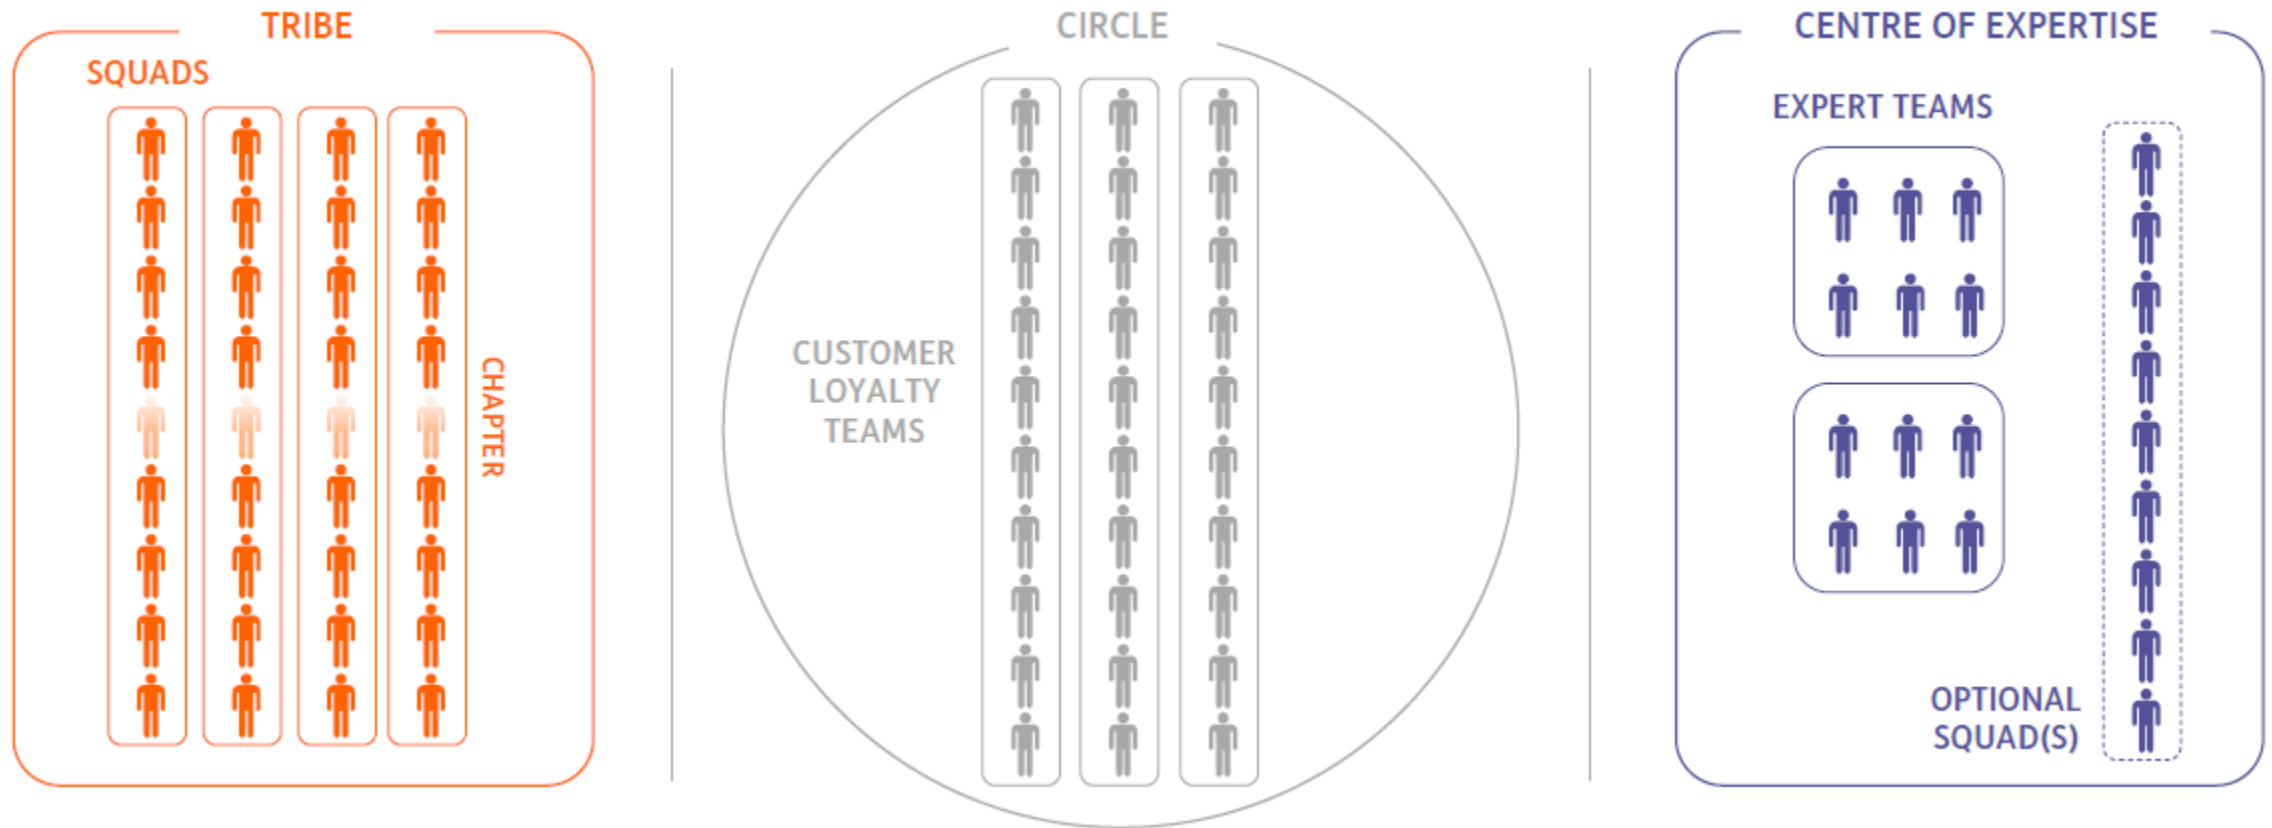 TRIBE
SQUADS
CHAPTER
CIRCLE
CUSTOMER
LOYALTY
TEAMS
CENTRE OF EXPERTISE
EXPERT TEAMS
OPTIONAL
SQUAD(S)